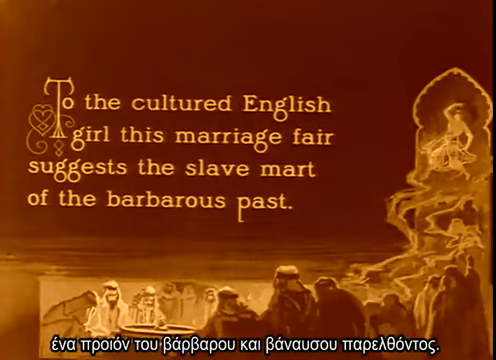 To the cultured English
girl this marriage fair
suggests the slave mart
of the barbarous past.
ένα προιόν του βάρβαρου και βάναυσου παρελθόντος.